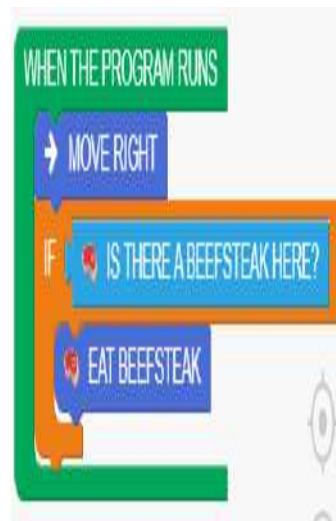 WHEN THE PROGRAM RUNS
MOVE RIGHT
IF IS THERE A BEEFSTEAK HERE?
EAT BEEFSTEAK